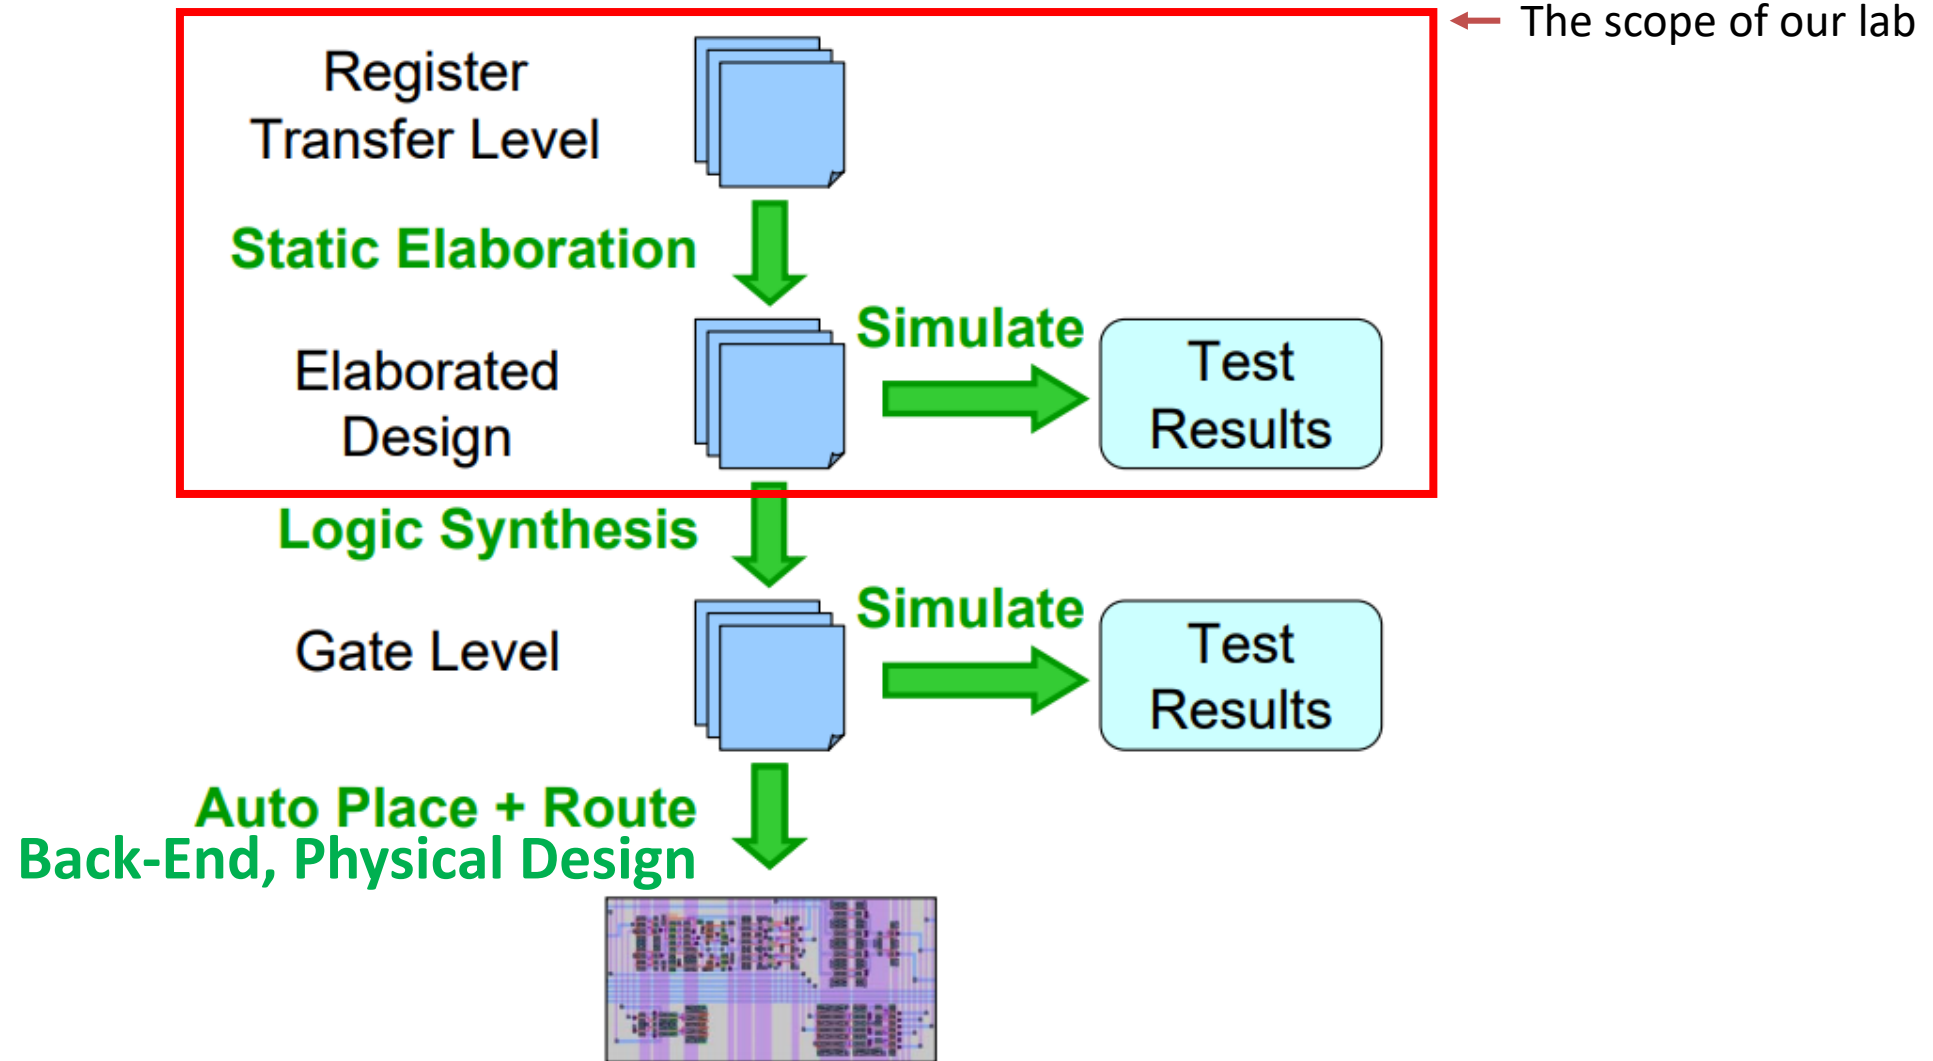 The scope of our lab
Register
Transfer Level
Static Elaboration
Simulate
Elaborated
Design
Test
Results
Logic Synthesis
Simulate
Gate Level
Test
Results
Auto Place + Route
Back-End, Physical Design